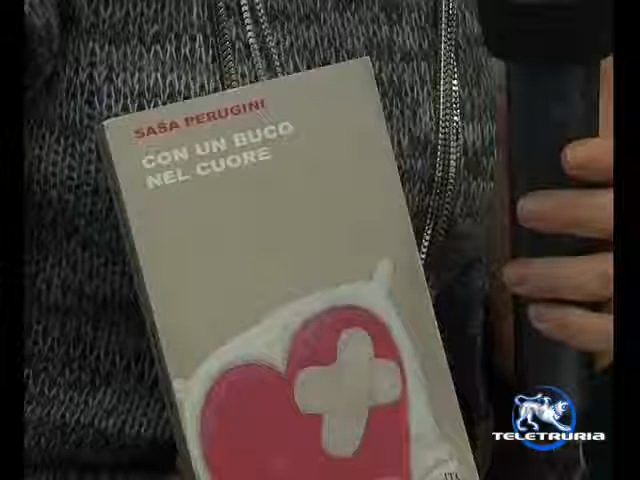 SAŠA PERUGINI
CON UN BUCO
NEL CUORE
TELETRURIA